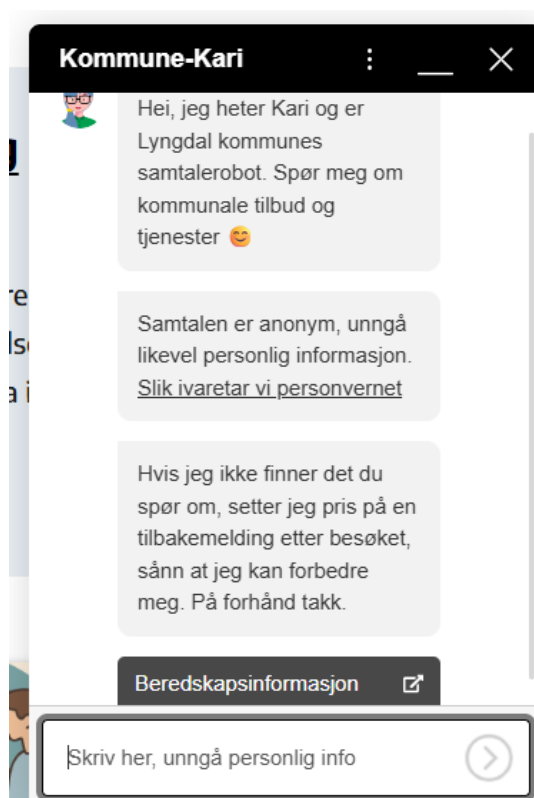 Kommune-Kari
Hei, jeg heter Kari og er
Lyngdal kommunes
samtalerobot. Spør meg om
kommunale tilbud og
tjenester 😊
Samtalen er anonym, unngå
likevel personlig informasjon.
Slik ivaretar vi personvernet
Hvis jeg ikke finner det du
spør om, setter jeg pris på en
tilbakemelding etter besøket,
sånn at jeg kan forbedre
meg. På forhånd takk.
Beredskapsinformasjon
Skriv her, unngå personlig info